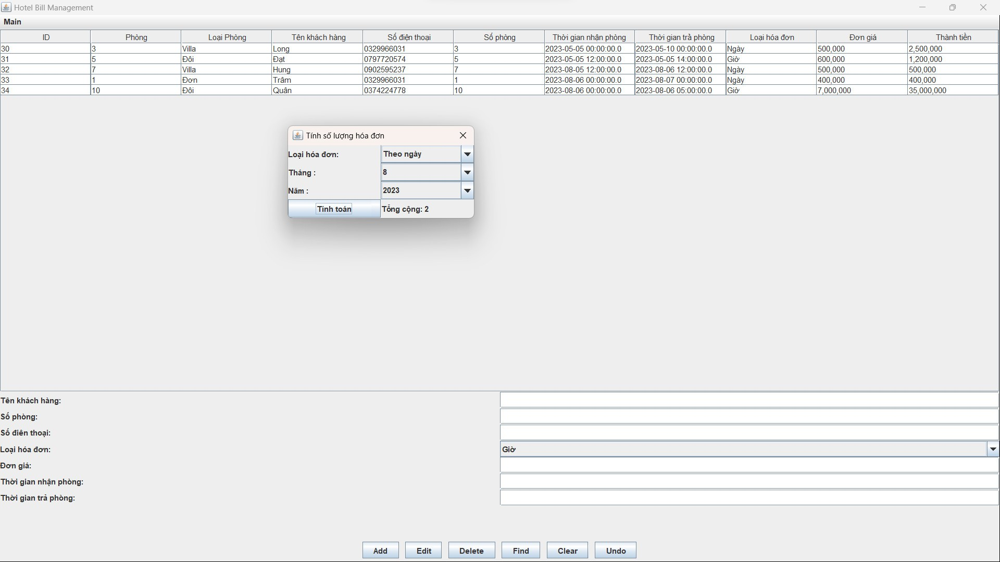 Hotel Bill Management
Main
ID Phòng Loại Phòng Tên khách hàng Số điện thoại Số phòng Thời gian nhận phòng Thời gian trả phòng Loại hóa đơn Đơn giá Thành tiền
30 3 Villa Long 0329966031 3 2023-05-05 00:00:00.0 2023-05-10 00:00:00.0 Ngày 500,000 2,500,000
31 5 Đôi Đạt 0797720574 5 2023-05-05 12:00:00.0 2023-05-05 14:00:00.0 Giờ 600,000 1,200,000
32 7 Villa Hung 0902595237 7 2023-08-05 12:00:00.0 2023-08-06 12:00:00.0 Ngày 500,000 500,000
33 1 Đơn Trâm 0329966031 1 2023-08-06 00:00:00.0 2023-08-07 00:00:00.0 Ngày 400,000 400,000
34 10 Đôi Quân 0374224778 10 2023-08-06 00:00:00.0 2023-08-06 05:00:00.0 Giờ 7,000,000 35,000,000
Tính số lượng hóa đơn
Loại hóa đơn: Theo ngày
Tháng : 8
Năm : 2023
Tính toán Tổng cộng: 2
Tên khách hàng:
Số phòng:
Số điên thoại:
Loại hóa đơn: Giờ
Đơn giá:
Thời gian nhận phòng:
Thời gian trả phòng:
Add Edit Delete Find Clear Undo